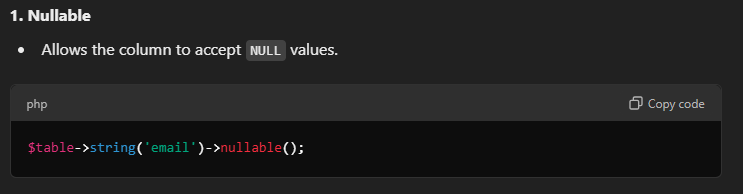 1. Nullable
• Allows the column to accept NULL values.
php
Copy code
$table->string('email')->nullable();